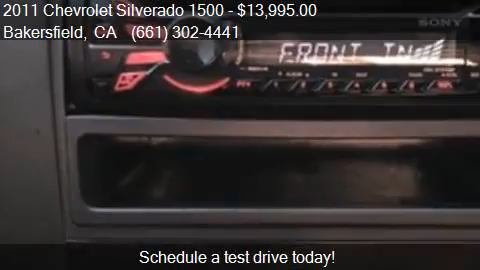 2011 Chevrolet Silverado 1500 - $13,995.00
Bakersfield, CA (661) 302-4441
SONY
FRONT IN
Schedule a test drive today!